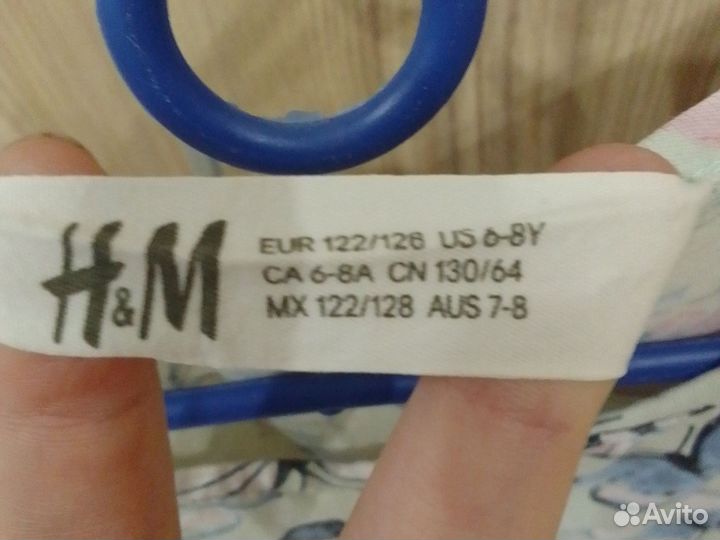 H&M
EUR 122/128 US 6-8Y
CA 6-8A CN 130/64
MX 122/128 AUS 7-8
Avito